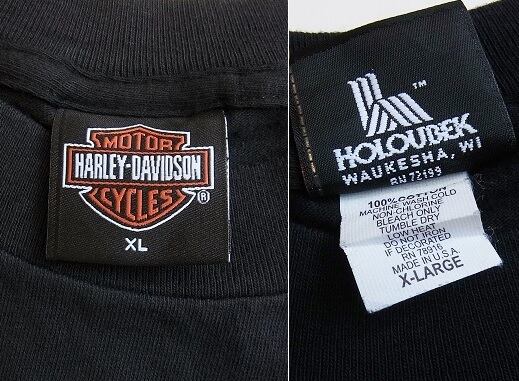 MOTOR
HARLEY-DAVIDSON
CYCLES
®
XL
™
HOLOUBEK
WAUKESHA, WI
RN 72199
100% COTTON
MACHINE WASH COLD
NON-CHLORINE
BLEACH ONLY
TUMBLE DRY
LOW HEAT
DO NOT IRON
IF DECORATED
RN 78916
MADE IN U.S.A.
X-LARGE